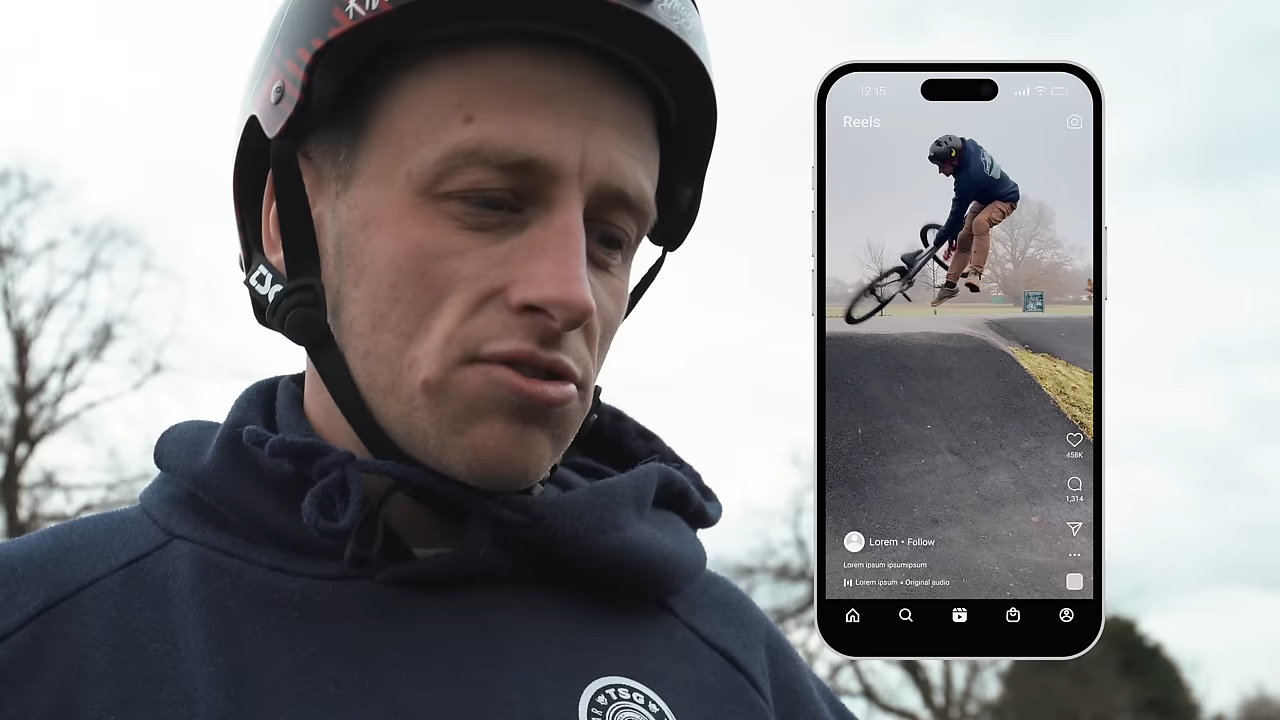 12:15
Reels
458K
1,314
Lorem • Follow
Lorem ipsum ipsumipsum
Lorem ipsum • Original audio
TSG